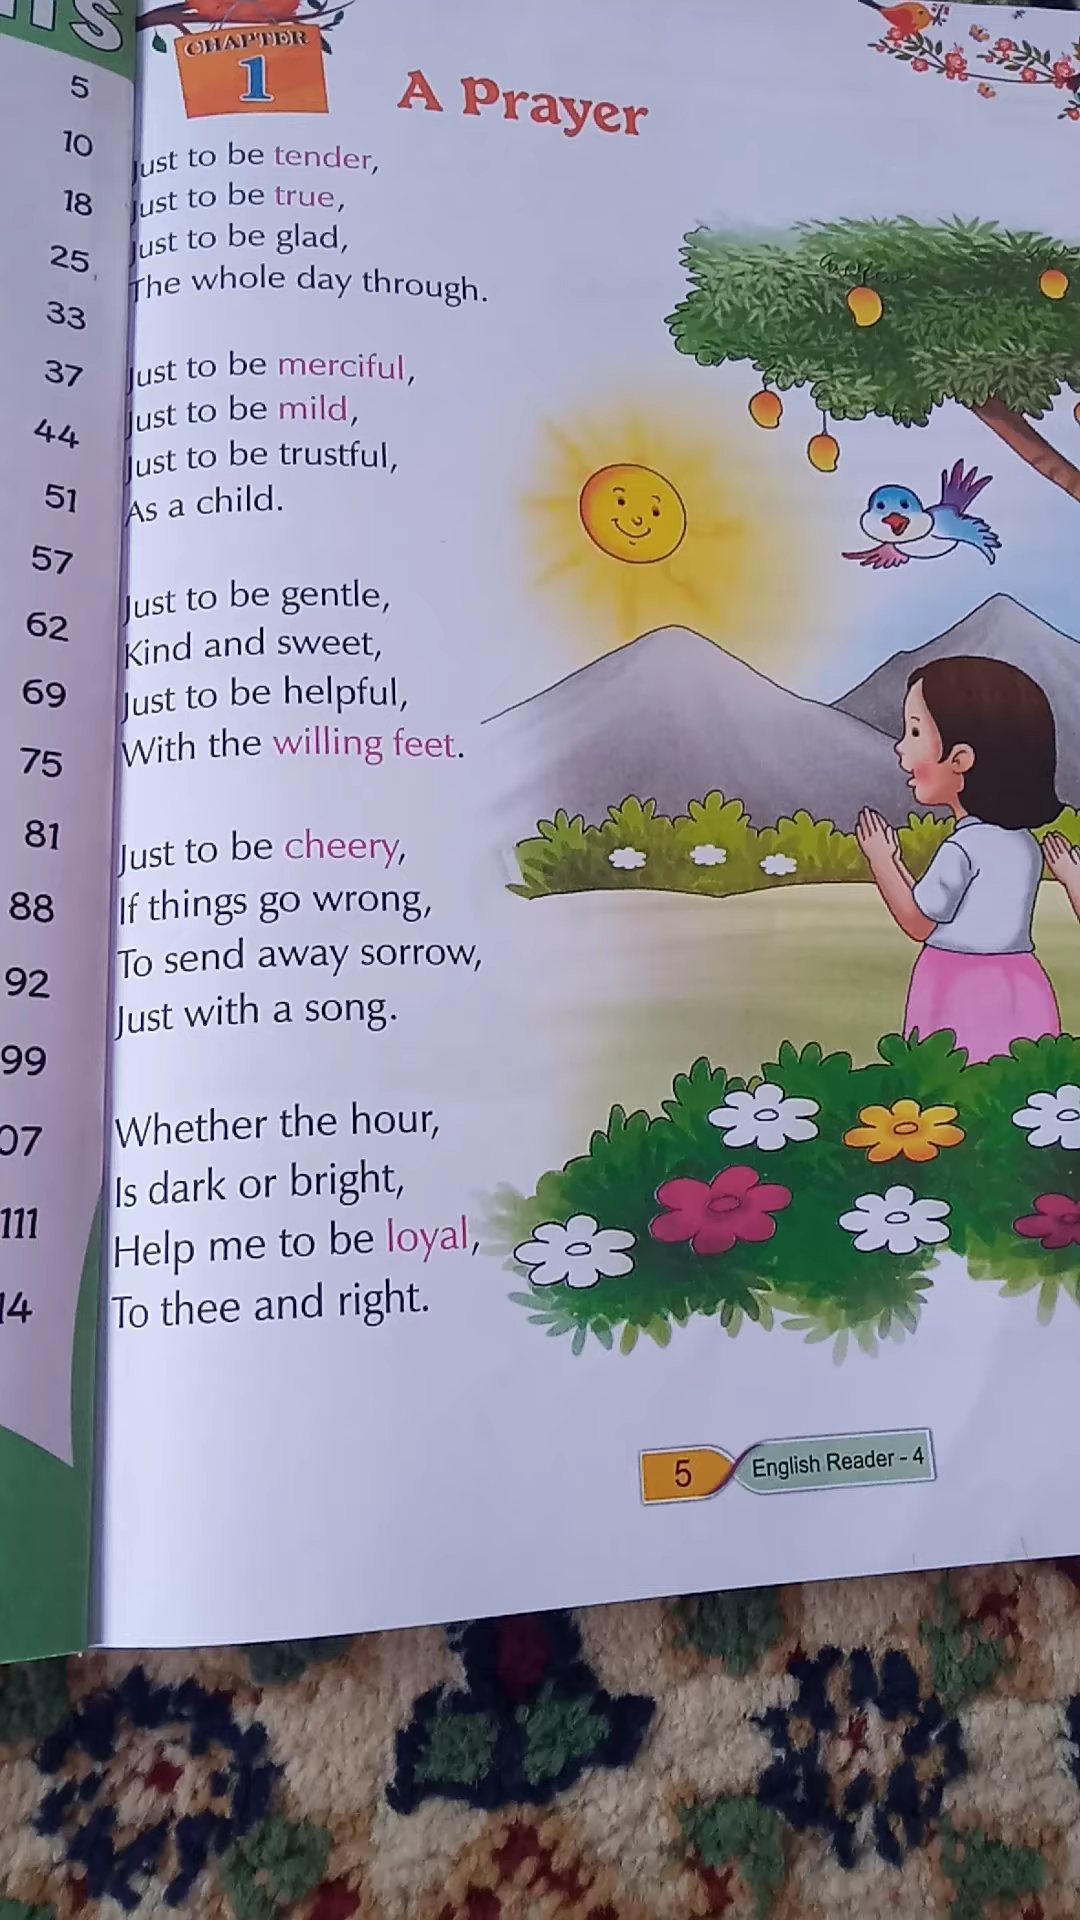 5
10
18
25
33
37
44
51
57
62
69
75
81
88
92
99
07
111
14
CHAPTER
1
A Prayer
Just to be tender,
Just to be true,
Just to be glad,
The whole day through.
Just to be merciful,
Just to be mild,
Just to be trustful,
As a child.
Just to be gentle,
Kind and sweet,
Just to be helpful,
With the willing feet.
Just to be cheery,
If things go wrong,
To send away sorrow,
Just with a song.
Whether the hour,
Is dark or bright,
Help me to be loyal,
To thee and right.
5
English Reader - 4